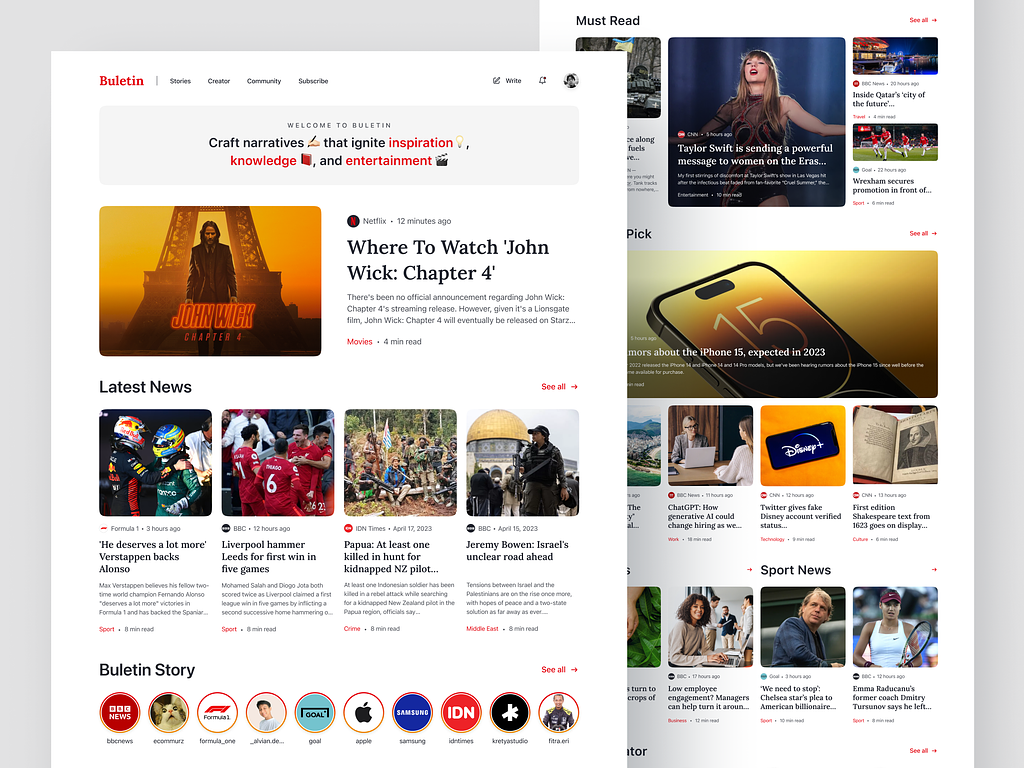 Buletin
Stories
Creator
Community
Subscribe
Write
WELCOME TO BULETIN
Craft narratives ✍️ that ignite inspiration💡,
knowledge 📕, and entertainment 🎬
JOHN WICK
CHAPTER 4
Netflix • 12 minutes ago
Where To Watch 'John
Wick: Chapter 4'
There's been no official announcement regarding John Wick:
Chapter 4's streaming release. However, given it's a Lionsgate
film, John Wick: Chapter 4 will eventually be released on Starz...
Movies • 4 min read
Latest News
See all →
Formula 1 • 3 hours ago
'He deserves a lot more'
Verstappen backs
Alonso
Max Verstappen believes his fellow two-
time world champion Fernando Alonso
"deserves a lot more" victories in
Formula 1 and has backed the Spaniar...
Sport • 8 min read
BBC • 12 hours ago
Liverpool hammer
Leeds for first win in
five games
Mohamed Salah and Diogo Jota both
scored twice as Liverpool claimed a first
league win in five games by inflicting a
second successive home hammering o...
Sport • 8 min read
IDN Times • April 17, 2023
Papua: At least one
killed in hunt for
kidnapped NZ pilot...
At least one Indonesian soldier has been
killed in a rebel attack while searching
for a kidnapped New Zealand pilot in the
Papua region, officials say...
Crime • 8 min read
BBC • April 15, 2023
Jeremy Bowen: Israel's
unclear road ahead
Tensions between Israel and the
Palestinians are on the rise once more,
with hopes of peace and a two-state
solution as far away as ever....
Middle East • 8 min read
Buletin Story
See all →
BBC
NEWS
Formula1
GOAL
SAMSUNG
IDN
bbcnews
ecommurz
formula_one
_alvian.de...
goal
apple
samsung
idntimes
kretyastudio
fitra.eri
Must Read
See all →
ce along
fuels
ve...
CNN • 5 hours ago
Taylor Swift is sending a powerful
message to women on the Eras...
My first stirrings of discomfort at Taylor Swift's show in Las Vegas hit
after the infectious beat faded from fan-favorite "Cruel Summer," the...
Entertainment • 10 min read
BBC News • 20 hours ago
Inside Qatar's 'city of
the future'...
Travel • 4 min read
Goal • 22 hours ago
Wrexham secures
promotion in front of...
Sport • 6 min read
Pick
See all →
15
5 hours ago
mors about the iPhone 15, expected in 2023
2022 released the iPhone 14 and iPhone 14 and 14 Pro models, but we've been hearing rumors about the iPhone 15 since well before the
me available for purchase.
min read
The
BBC News • 11 hours ago
ChatGPT: How
generative AI could
change hiring as we...
Work • 18 min read
Disney+
CNN • 12 hours ago
Twitter gives fake
Disney account verified
status...
Technology • 9 min read
CNN • 13 hours ago
First edition
Shakespeare text from
1623 goes on display...
Culture • 6 min read
s
Sport News
s turn to
crops of
BBC • 17 hours ago
Low employee
engagement? Managers
can help turn it aroun...
Business • 12 min read
Goal • 3 hours ago
'We need to stop':
Chelsea star's plea to
American billionaire...
Sport • 10 min read
BBC • 12 hours ago
Emma Raducanu's
former coach Dmitry
Tursunov says he left...
Sport • 8 min read
ator
See all →